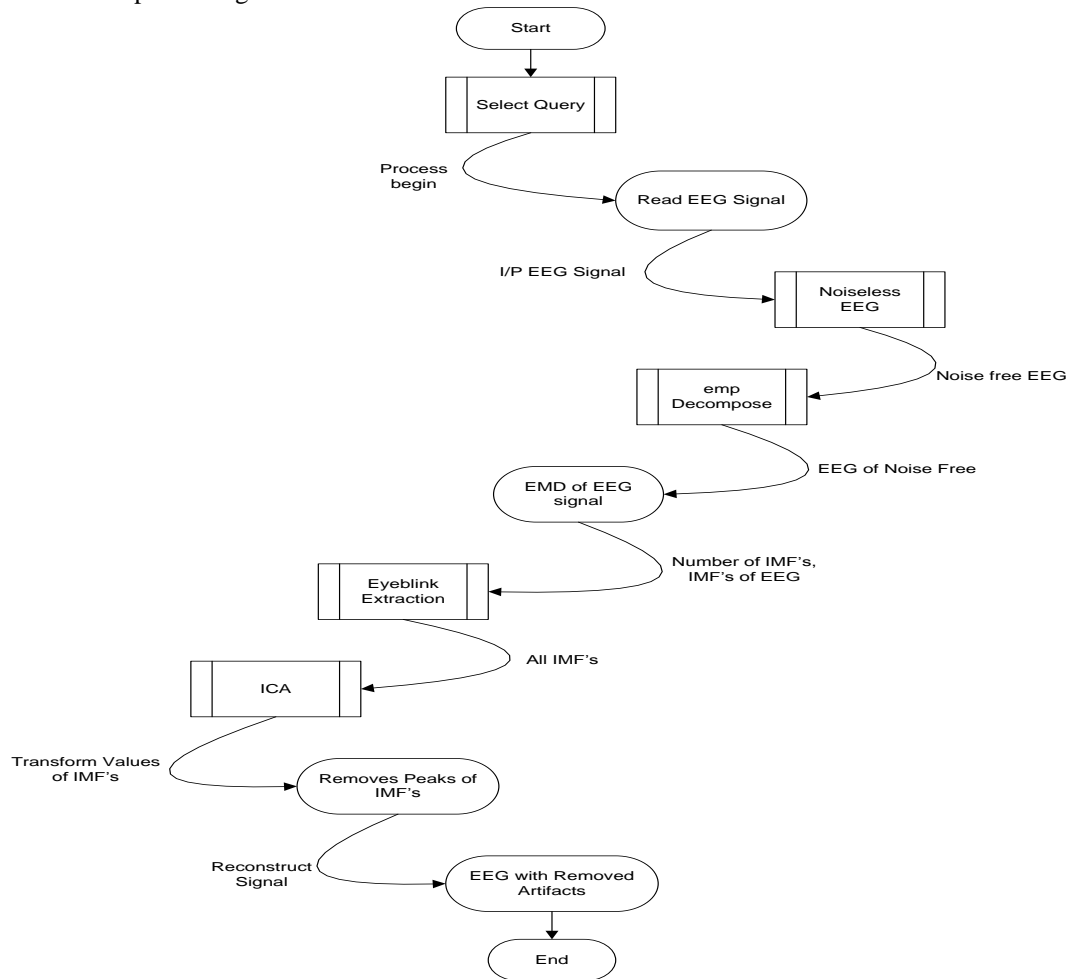 Start
Select Query
Process
begin
Read EEG Signal
I/P EEG Signal
Noiseless
EEG
Noise free EEG
emp
Decompose
EEG of Noise Free
EMD of EEG
signal
Number of IMF's,
IMF's of EEG
Eyeblink
Extraction
All IMF's
ICA
Transform Values
of IMF's
Removes Peaks of
IMF's
Reconstruct
Signal
EEG with Removed
Artifacts
End